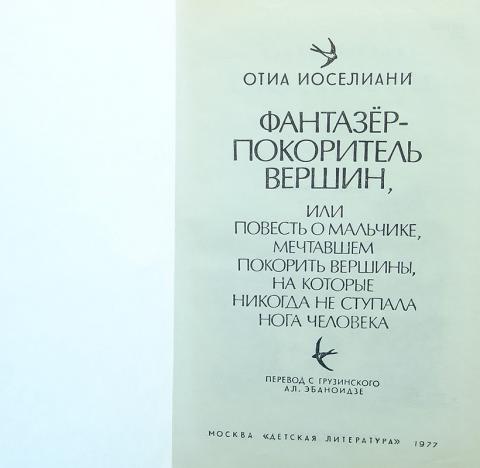 ОТИА ИОСЕЛИАНИ
ФАНТАЗЁР-
ПОКОРИТЕЛЬ
ВЕРШИН,
ИЛИ
ПОВЕСТЬ О МАЛЬЧИКЕ,
МЕЧТАВШЕМ
ПОКОРИТЬ ВЕРШИНЫ,
НА КОТОРЫЕ
НИКОГДА НЕ СТУПАЛА
НОГА ЧЕЛОВЕКА
ПЕРЕВОД С ГРУЗИНСКОГО
АЛ. ЭБАНОИДЗЕ
МОСКВА «ДЕТСКАЯ ЛИТЕРАТУРА» 1977